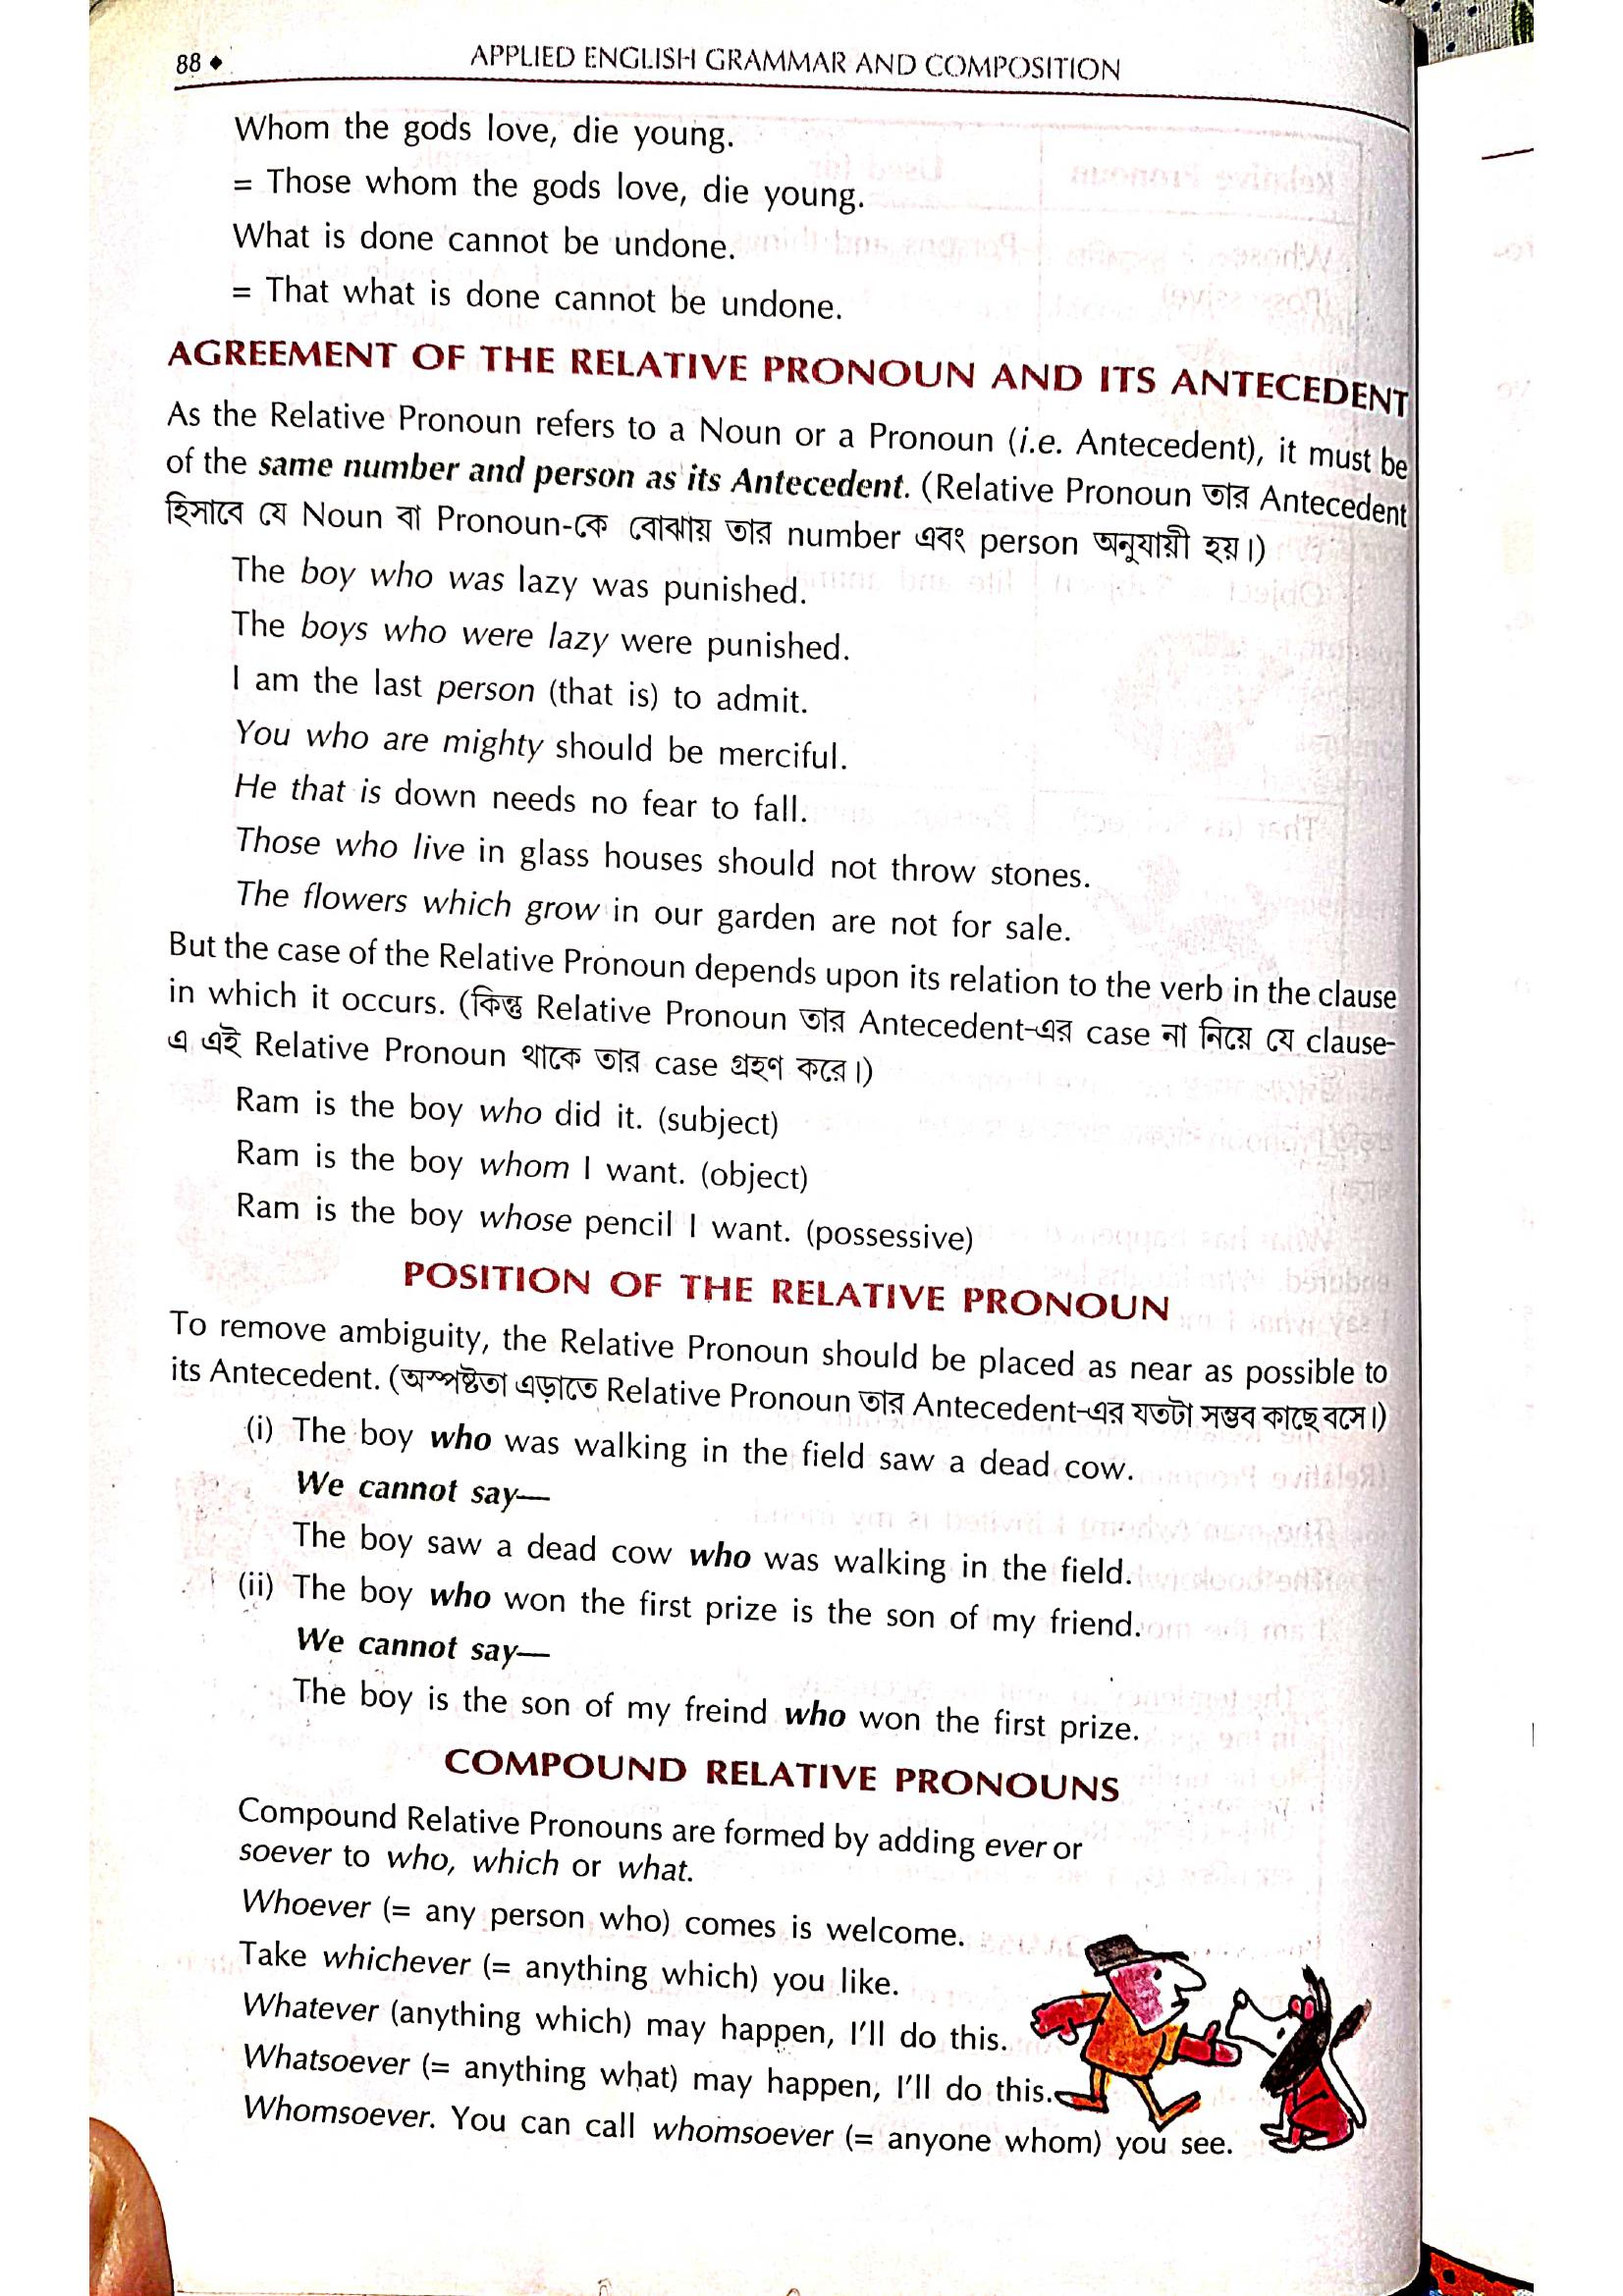 88 ◆ APPLIED ENGLISH GRAMMAR AND COMPOSITION
Whom the gods love, die young.
= Those whom the gods love, die young.
What is done cannot be undone.
= That what is done cannot be undone.
AGREEMENT OF THE RELATIVE PRONOUN AND ITS ANTECEDENT
As the Relative Pronoun refers to a Noun or a Pronoun (i.e. Antecedent), it must be
of the same number and person as its Antecedent. (Relative Pronoun তার Antecedent
হিসাবে যে Noun বা Pronoun-কে বোঝায় তার number এবং person অনুযায়ী হয়।)
The boy who was lazy was punished.
The boys who were lazy were punished.
I am the last person (that is) to admit.
You who are mighty should be merciful.
He that is down needs no fear to fall.
Those who live in glass houses should not throw stones.
The flowers which grow in our garden are not for sale.
But the case of the Relative Pronoun depends upon its relation to the verb in the clause
in which it occurs. (কিন্তু Relative Pronoun তার Antecedent-এর case না নিয়ে যে clause-
এ এই Relative Pronoun থাকে তার case গ্রহণ করে।)
Ram is the boy who did it. (subject)
Ram is the boy whom I want. (object)
Ram is the boy whose pencil I want. (possessive)
POSITION OF THE RELATIVE PRONOUN
To remove ambiguity, the Relative Pronoun should be placed as near as possible to
its Antecedent. (অস্পষ্টতা এড়াতে Relative Pronoun তার Antecedent-এর যতটা সম্ভব কাছে বসে।)
(i) The boy who was walking in the field saw a dead cow.
We cannot say—
The boy saw a dead cow who was walking in the field.
(ii) The boy who won the first prize is the son of my friend.
We cannot say—
The boy is the son of my freind who won the first prize.
COMPOUND RELATIVE PRONOUNS
Compound Relative Pronouns are formed by adding ever or
soever to who, which or what.
Whoever (= any person who) comes is welcome.
Take whichever (= anything which) you like.
Whatever (anything which) may happen, I'll do this.
Whatsoever (= anything what) may happen, I'll do this.
Whomsoever. You can call whomsoever (= anyone whom) you see.